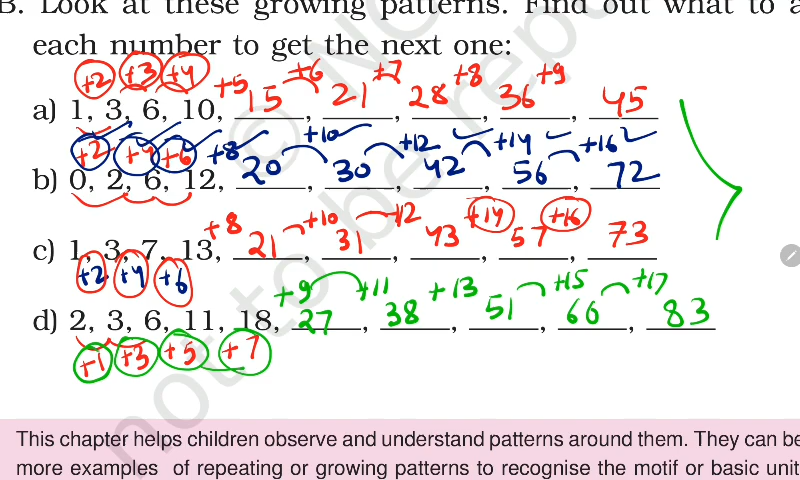 B. Look at these growing patterns. Find out what to a
each number to get the next one:
+2 +3 +4 +5 +6 +7 +8 +9
a) 1, 3, 6, 10, 15, 21, 28, 36, 45
+2 +4 +6 +8 +10 +12 +14 +16
b) 0, 2, 6, 12, 20, 30, 42, 56, 72
+8 +10 +12 +14 +16
c) 1, 3, 7, 13, 21, 31, 43, 57, 73
+2 +4 +6
+9 +11 +13 +15 +17
d) 2, 3, 6, 11, 18, 27, 38, 51, 66, 83
+1 +3 +5 +7
This chapter helps children observe and understand patterns around them. They can be
more examples of repeating or growing patterns to recognise the motif or basic unit